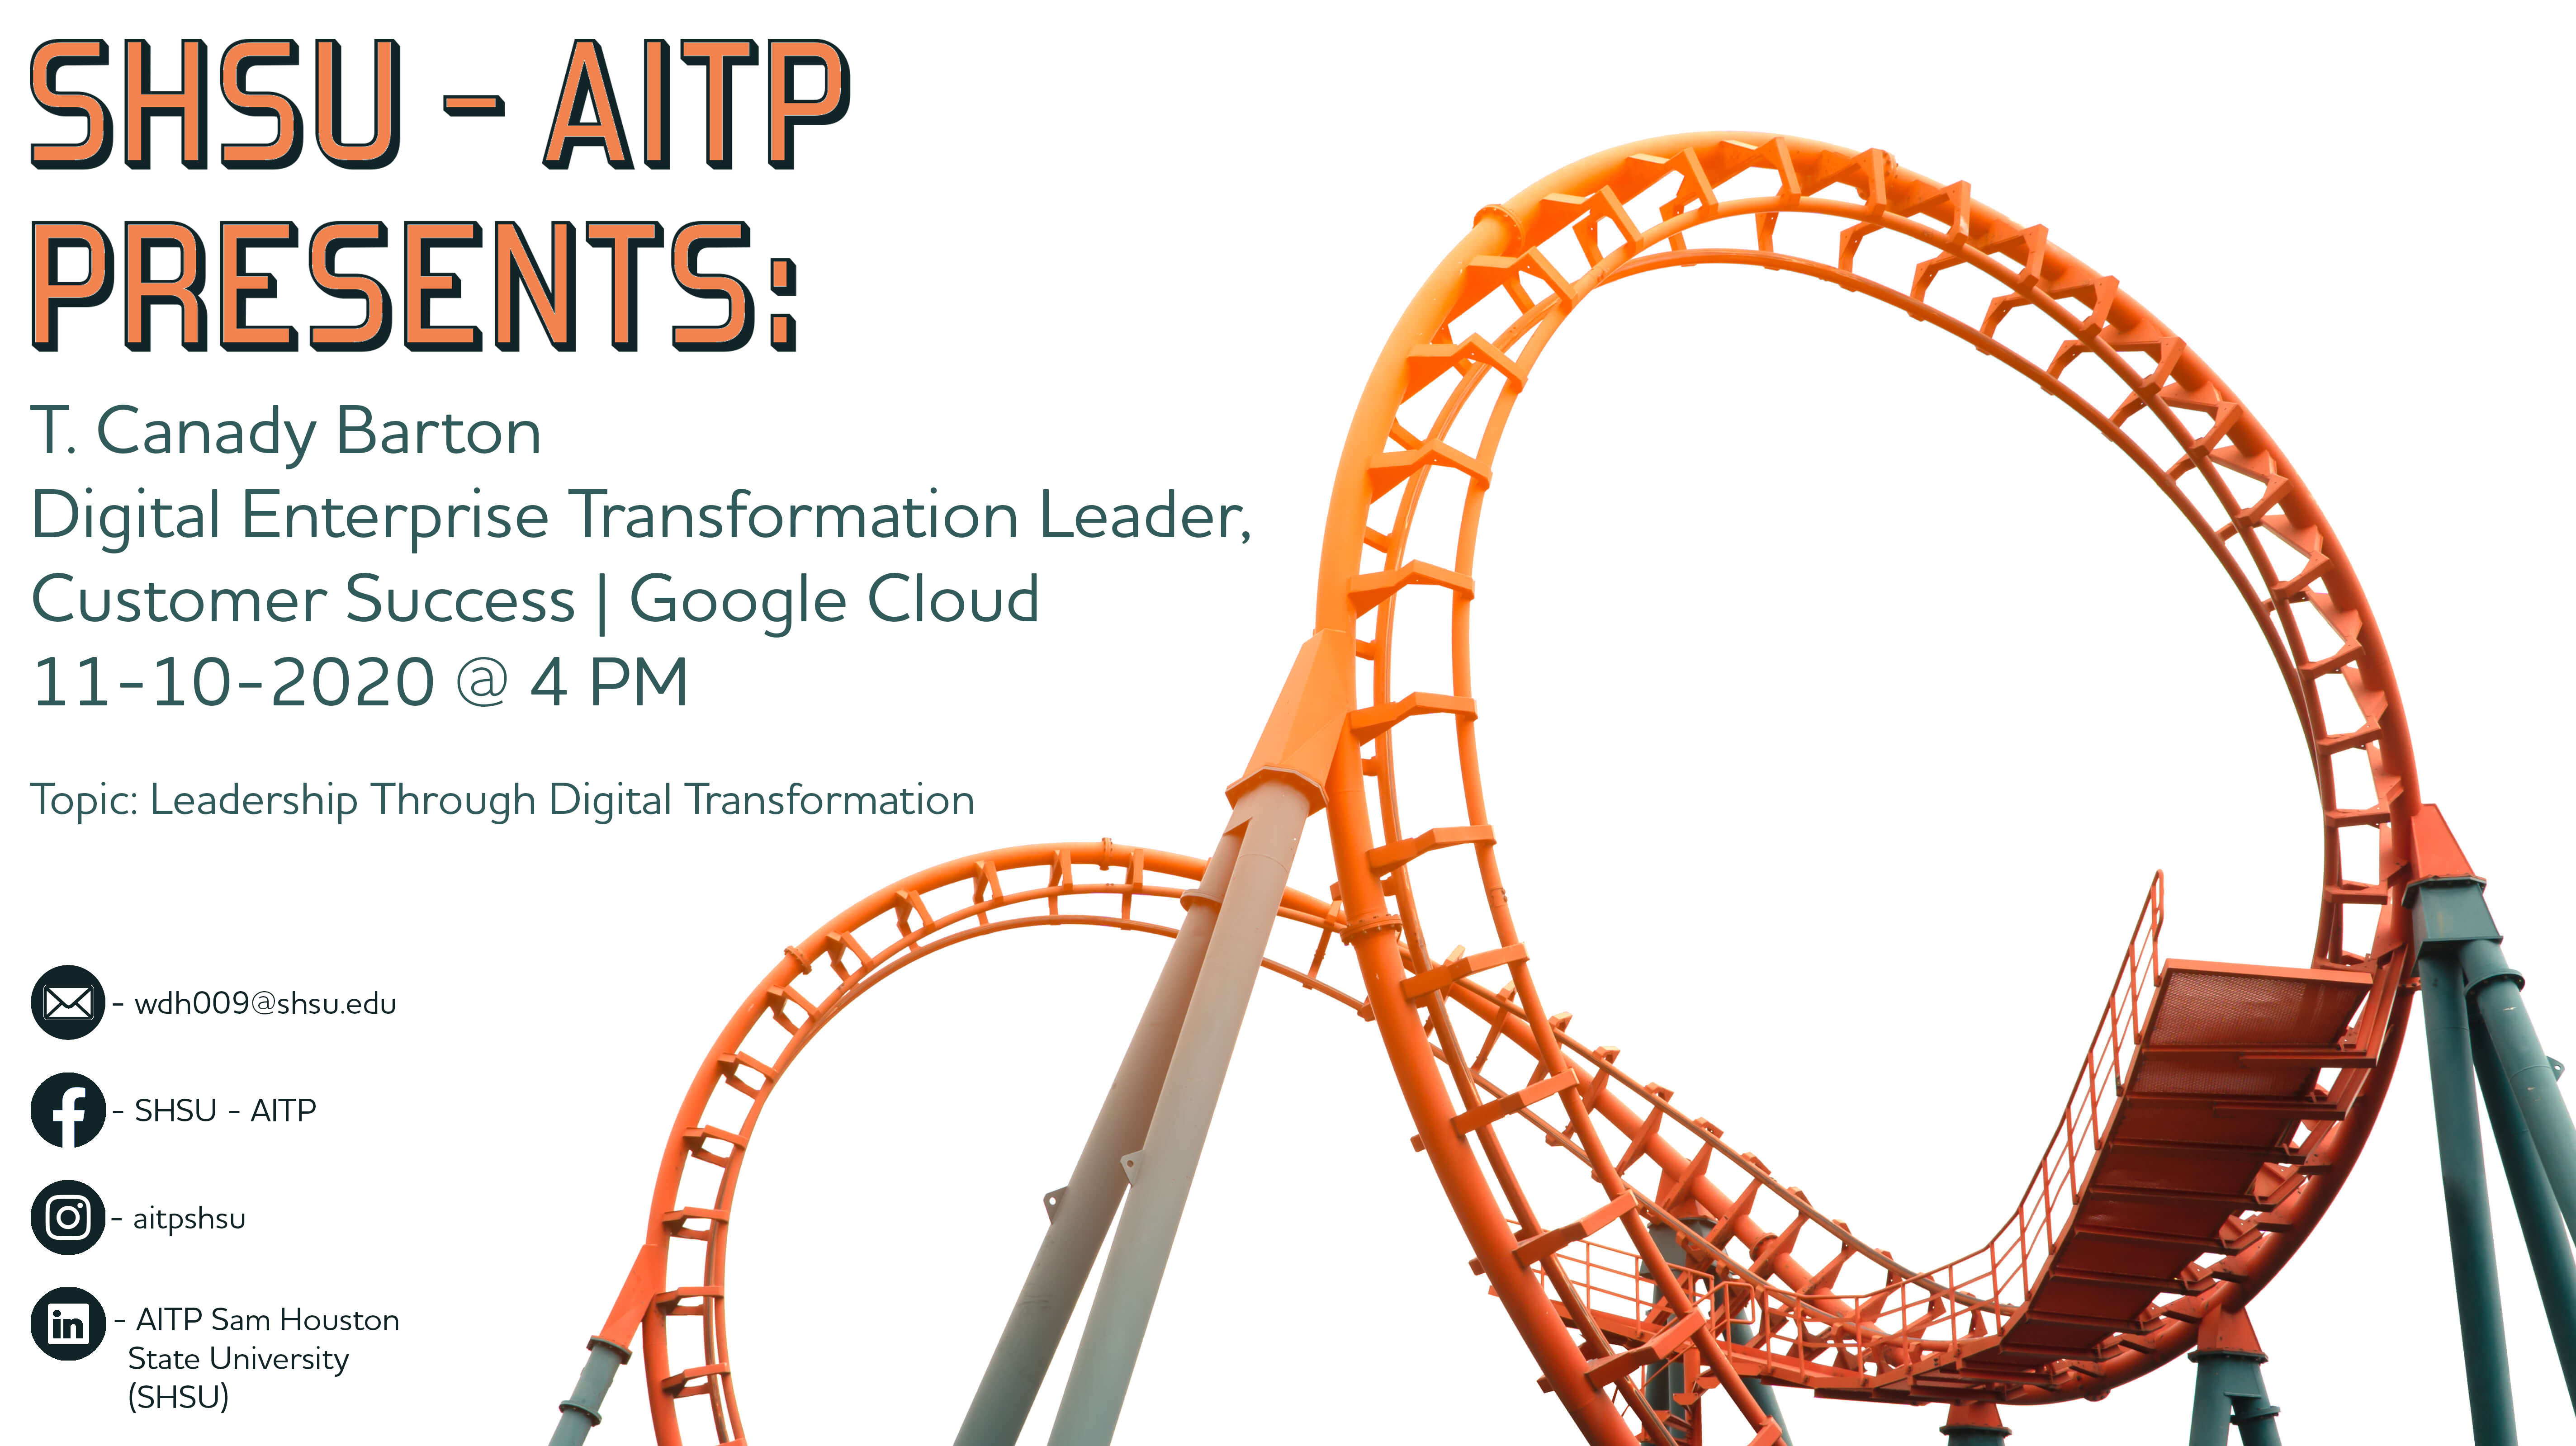 SHSU - AITP
PRESENTS:
T. Canady Barton
Digital Enterprise Transformation Leader,
Customer Success | Google Cloud
11-10-2020 @ 4 PM
Topic: Leadership Through Digital Transformation
- wdh009@shsu.edu
- SHSU - AITP
- aitpshsu
- AITP Sam Houston
State University
(SHSU)